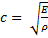 c = √(E/ρ)